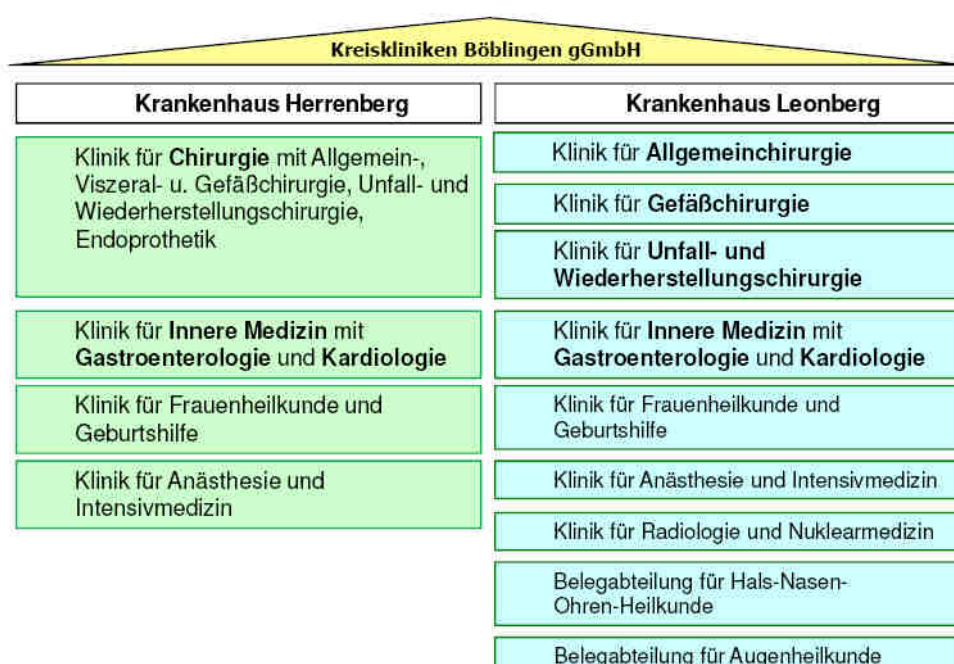 Kreiskliniken Böblingen gGmbH
Krankenhaus Herrenberg
Klinik für Chirurgie mit Allgemein-,
Viszeral- u. Gefäßchirurgie, Unfall- und
Wiederherstellungschirurgie,
Endoprothetik
Klinik für Innere Medizin mit
Gastroenterologie und Kardiologie
Klinik für Frauenheilkunde und
Geburtshilfe
Klinik für Anästhesie und
Intensivmedizin
Krankenhaus Leonberg
Klinik für Allgemeinchirurgie
Klinik für Gefäßchirurgie
Klinik für Unfall- und
Wiederherstellungschirurgie
Klinik für Innere Medizin mit
Gastroenterologie und Kardiologie
Klinik für Frauenheilkunde und
Geburtshilfe
Klinik für Anästhesie und Intensivmedizin
Klinik für Radiologie und Nuklearmedizin
Belegabteilung für Hals-Nasen-
Ohren-Heilkunde
Belegabteilung für Augenheilkunde